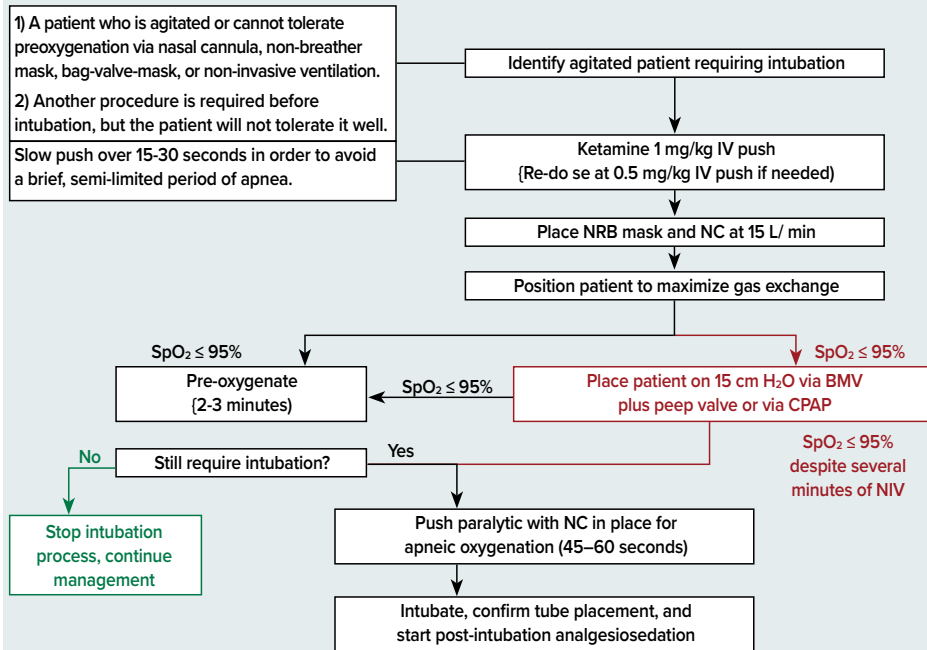 1) A patient who is agitated or cannot tolerate
preoxygenation via nasal cannula, non-breather
mask, bag-valve-mask, or non-invasive ventilation.
2) Another procedure is required before
intubation, but the patient will not tolerate it well.
Slow push over 15-30 seconds in order to avoid
a brief, semi-limited period of apnea.
Identify agitated patient requiring intubation
Ketamine 1 mg/kg IV push
{Re-do se at 0.5 mg/kg IV push if needed)
Place NRB mask and NC at 15 L/ min
Position patient to maximize gas exchange
SpO₂ ≤ 95%
Pre-oxygenate
{2-3 minutes)
SpO₂ ≤ 95%
SpO₂ ≤ 95%
Place patient on 15 cm H₂O via BMV
plus peep valve or via CPAP
SpO₂ ≤ 95%
despite several
minutes of NIV
No
Still require intubation?
Yes
Stop intubation
process, continue
management
Push paralytic with NC in place for
apneic oxygenation (45–60 seconds)
Intubate, confirm tube placement, and
start post-intubation analgesiosedation